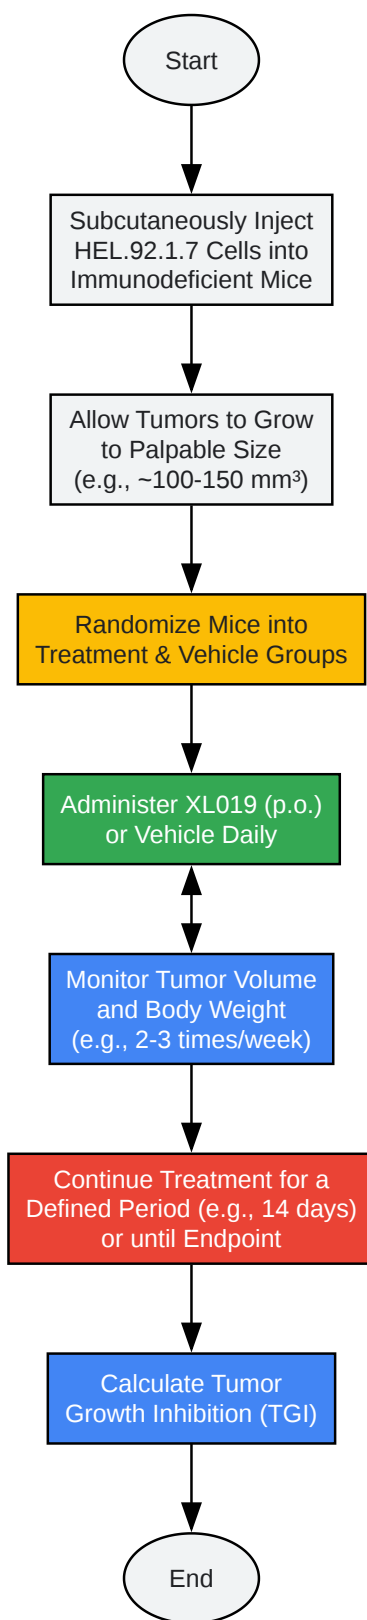 Start
Subcutaneously Inject
HEL.92.1.7 Cells into
Immunodeficient Mice
Allow Tumors to Grow
to Palpable Size
(e.g., ~100-150 mm³)
Randomize Mice into
Treatment & Vehicle Groups
Administer XL019 (p.o.)
or Vehicle Daily
Monitor Tumor Volume
and Body Weight
(e.g., 2-3 times/week)
Continue Treatment for a
Defined Period (e.g., 14 days)
or until Endpoint
Calculate Tumor
Growth Inhibition (TGI)
End